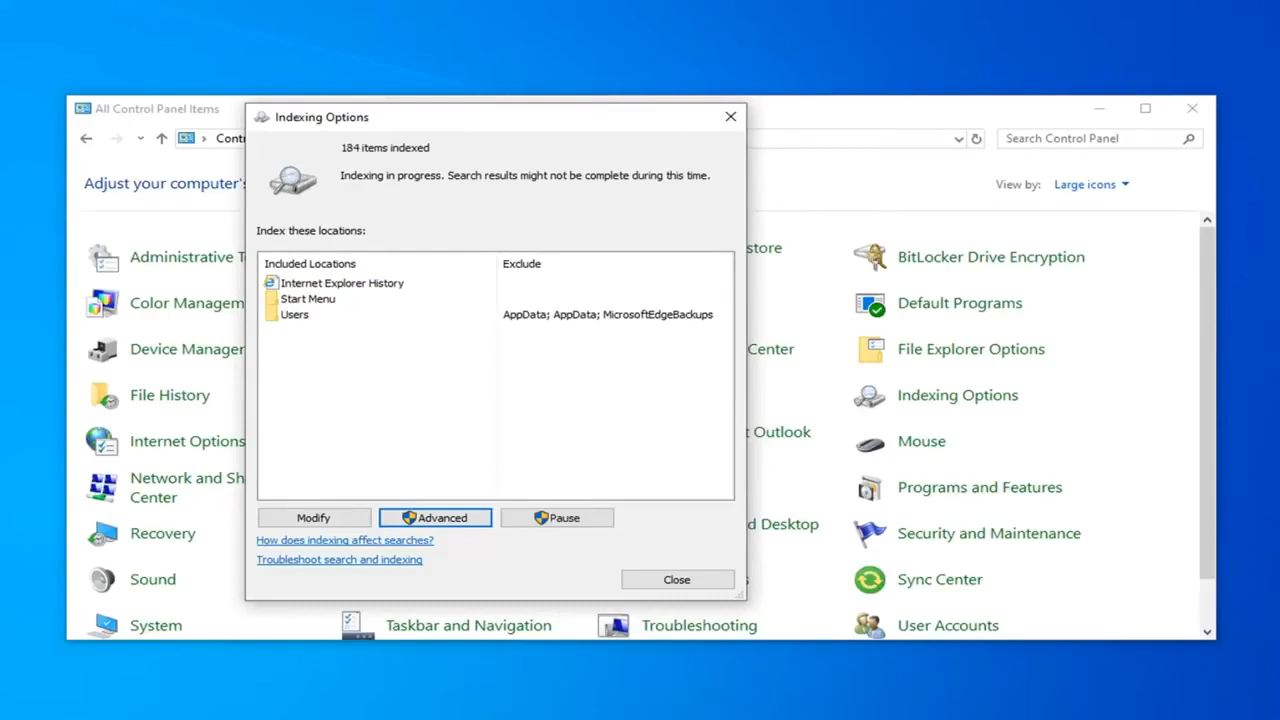 All Control Panel Items
Contr
Search Control Panel
Adjust your computer's
View by: Large icons
Indexing Options
184 items indexed
Indexing in progress. Search results might not be complete during this time.
Index these locations:
Included Locations
Exclude
Internet Explorer History
Start Menu
Users
AppData; AppData; MicrosoftEdgeBackups
Modify
Advanced
Pause
How does indexing affect searches?
Troubleshoot search and indexing
Close
Administrative T
Color Managem
Device Manager
File History
Internet Options
Network and Sh
Center
Recovery
Sound
System
Taskbar and Navigation
store
Center
t Outlook
d Desktop
Troubleshooting
BitLocker Drive Encryption
Default Programs
File Explorer Options
Indexing Options
Mouse
Programs and Features
Security and Maintenance
Sync Center
User Accounts